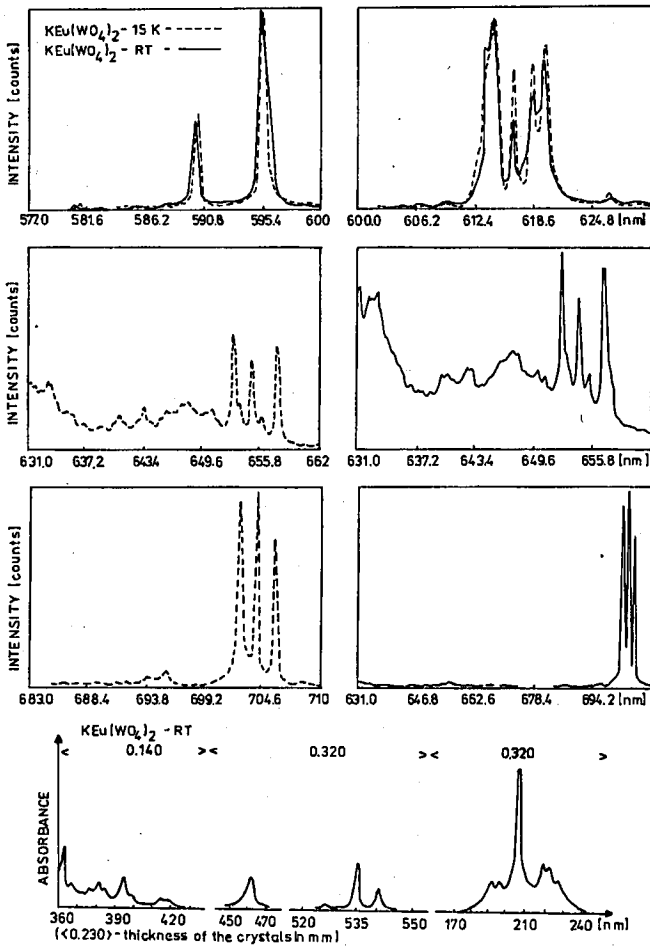 KEu(WO4)2 - 15 K -----
KEu(WO4)2 - RT
INTENSITY [counts]
572.0 581.6 586.2 590.8 595.4 600
600.0 606.2 612.4 618.6 624.8 [nm]
INTENSITY [counts]
631.0 637,2 643.4 649.6 655.8 662
631.0 637.2 643.4 649.6 655.8 [nm]
INTENSITY [counts]
683.0 688.4 693.8 699.2 704.6 710
631.0 646.8 662.6 678.4 694.2 [nm]
KEu(WO4)2 - RT
< 0.140 >< 0.320 >< 0,320 >
ABSORBANCE
360 390 420 450 470 520 535 550 170 210 240 [nm]
(<0.230)-thickness of the crystals in mm)